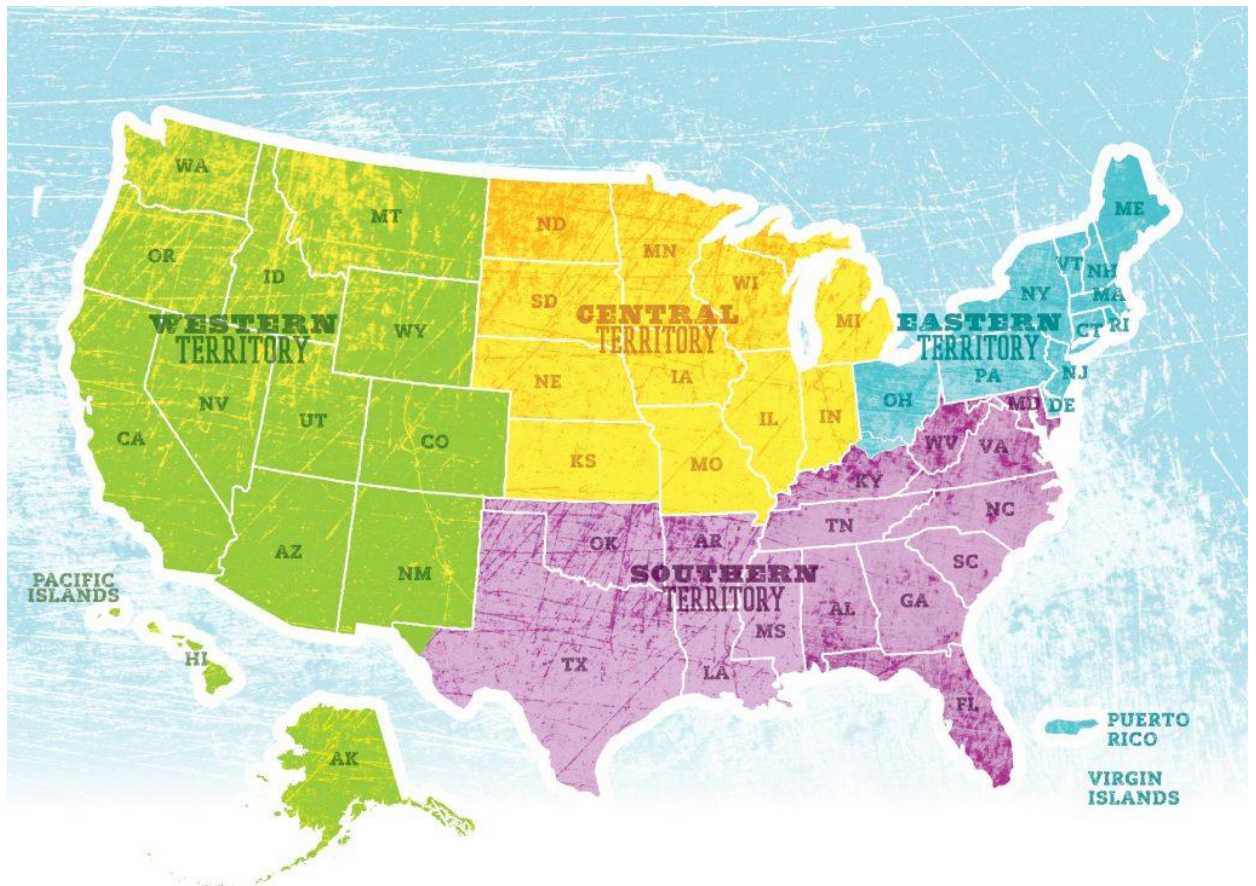 WA
MT
ND
MN
ME
OR
ID
VT
NH
SD
WI
NY
MA
WESTERN
TERRITORY
WY
CENTRAL
TERRITORY
MI
EASTERN
TERRITORY
CT
RI
NE
IA
PA
NJ
NV
UT
CO
IL
IN
OH
MD
DE
CA
KS
MO
WV
VA
KY
AZ
NM
OK
AR
TN
NC
SC
PACIFIC
ISLANDS
SOUTHERN
TERRITORY
MS
AL
GA
HI
TX
LA
FL
PUERTO
RICO
AK
VIRGIN
ISLANDS